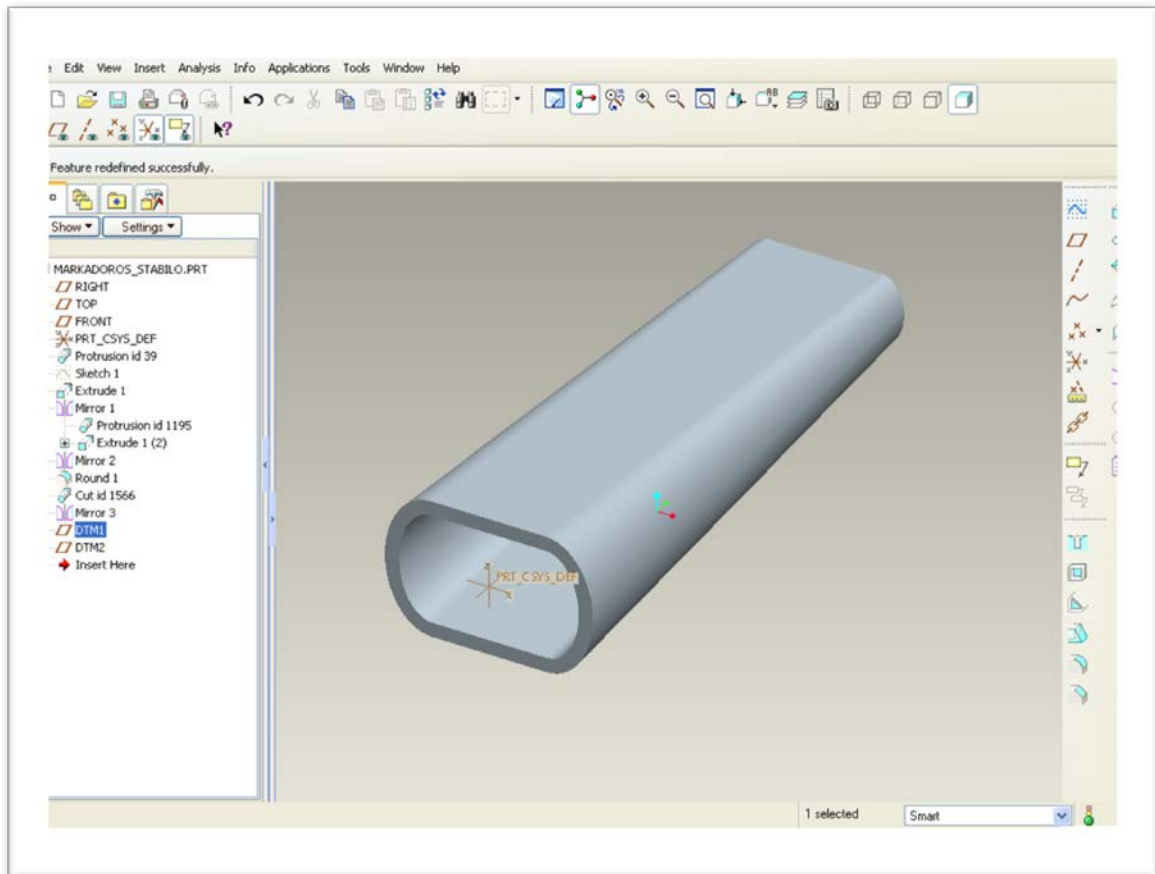 Edit View Insert Analysis Info Applications Tools Window Help
Feature redefined successfully.
Show Settings
MARKADOROS_STABILO.PRT
RIGHT
TOP
FRONT
PRT_CSYS_DEF
Protrusion id 39
Sketch 1
Extrude 1
Mirror 1
Protrusion id 1195
Extrude 1 (2)
Mirror 2
Round 1
Cut id 1566
Mirror 3
DTM1
DTM2
Insert Here
PRT_CSYS_DEF
1 selected Smart